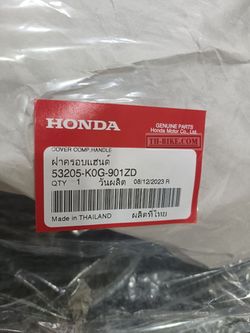 HONDA
GENUINE PARTS
Honda Motor Co., Ltd.
TH-BIKE.COM
COVER COMP,HANDLE
ฝาครอบแฮนด์
53205-K0G-901ZD
QTY 1 วันผลิต 08/12/2023 R
Made in THAILAND ผลิตที่ไทย